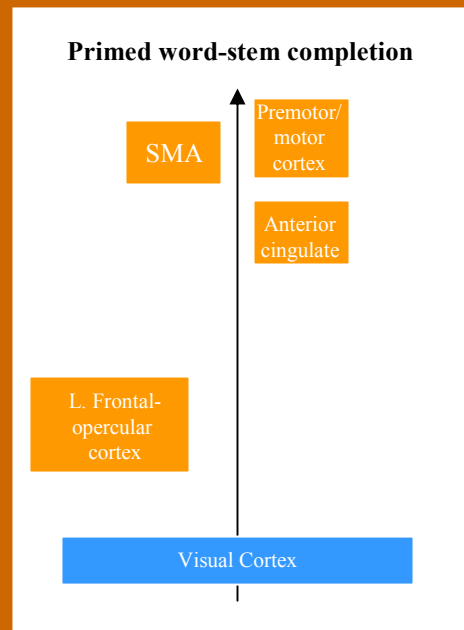 Primed word-stem completion
SMA
Premotor/
motor
cortex
Anterior
cingulate
L. Frontal-
opercular
cortex
Visual Cortex